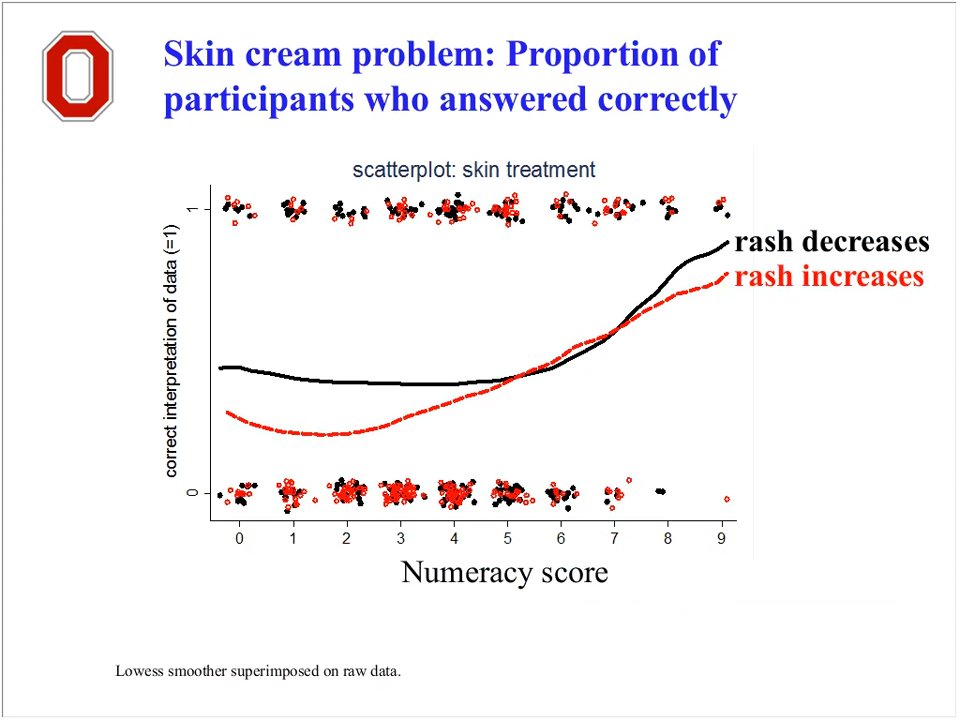 Skin cream problem: Proportion of
participants who answered correctly
scatterplot: skin treatment
correct interpretation of data (=1)
1
0
rash decreases
rash increases
0 1 2 3 4 5 6 7 8 9
Numeracy score
Lowess smoother superimposed on raw data.